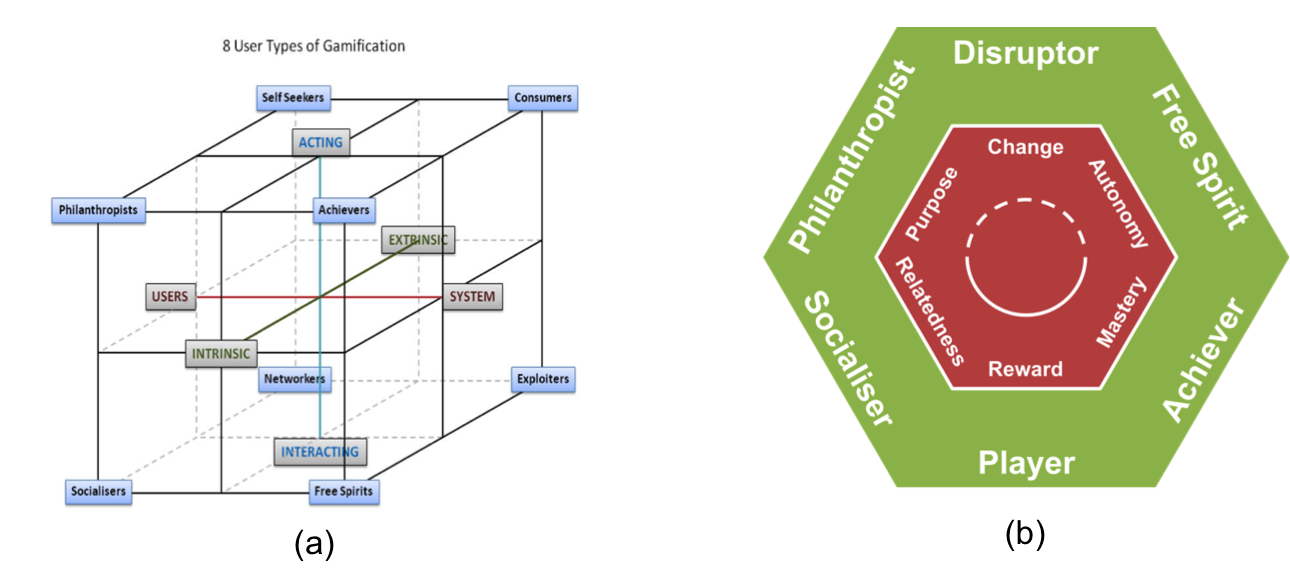 8 User Types of Gamification
Self Seekers
Consumers
ACTING
Philanthropists
Achievers
EXTRINSIC
USERS
SYSTEM
INTRINSIC
Networkers
Exploiters
INTERACTING
Socialisers
Free Spirits
(a)
Disruptor
Philanthropist
Free Spirit
Change
Purpose
Autonomy
Relatedness
Mastery
Reward
Socialiser
Achiever
Player
(b)